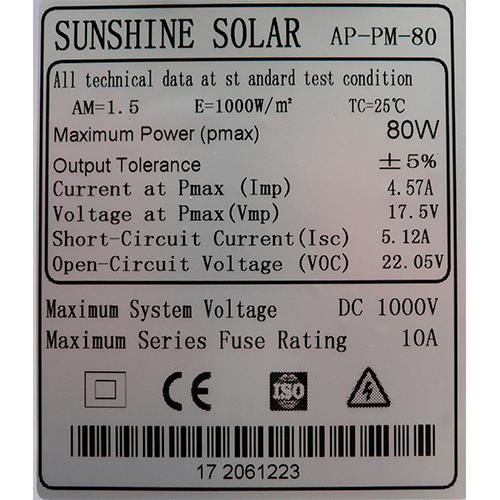 SUNSHINE SOLAR AP-PM-80
All technical data at st andard test condition
AM=1.5 E=1000W/m² TC=25℃
Maximum Power (pmax) 80W
Output Tolerance ±5%
Current at Pmax (Imp) 4.57A
Voltage at Pmax(Vmp) 17.5V
Short-Circuit Current(Isc) 5.12A
Open-Circuit Voltage (VOC) 22.05V
Maximum System Voltage DC 1000V
Maximum Series Fuse Rating 10A
CE ISO
17 2061223